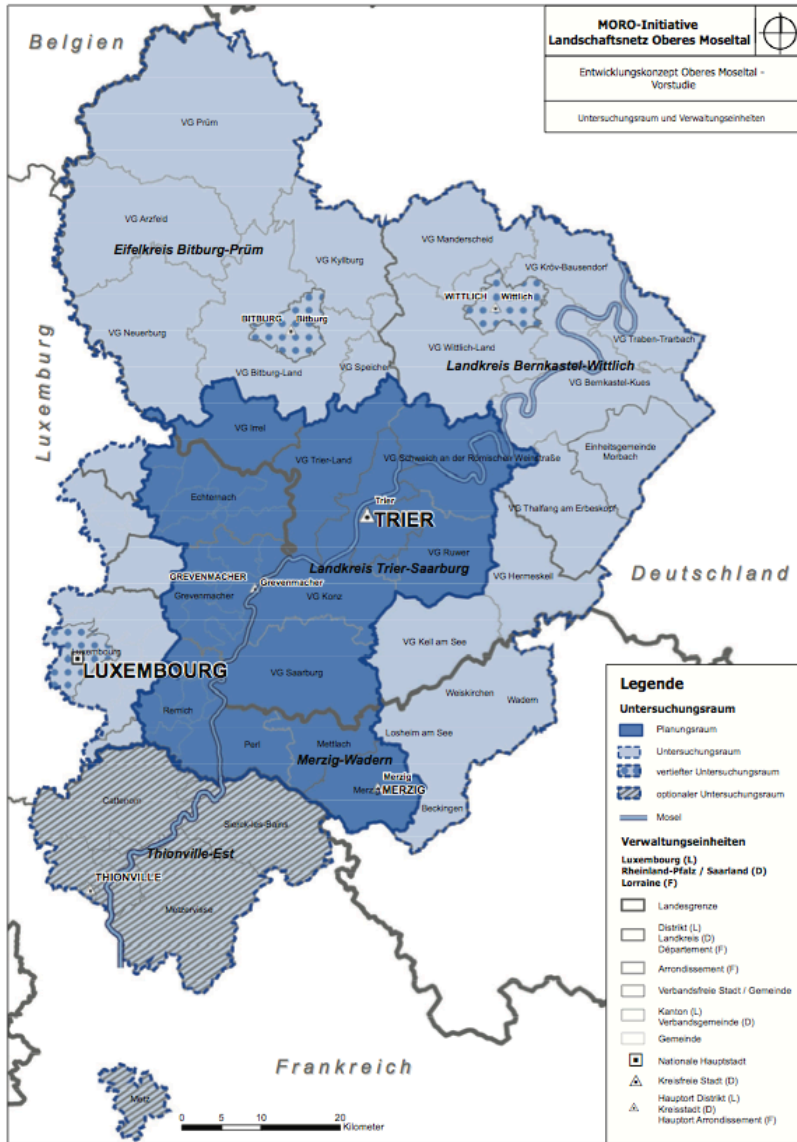 MORO-Initiative
Landschaftsnetz Oberes Moseltal
Entwicklungskonzept Oberes Moseltal -
Vorstudie
Untersuchungsraum und Verwaltungseinheiten
Belgien
VG Prüm
VG Arzfeld
Eifelkreis Bitburg-Prüm
VG Kyllburg
VG Manderscheid
VG Kröv-Bausendorf
WITTLICH Wittlich
BITBURG Bitburg
VG Neuerburg
VG Wittlich-Land
VG Traben-Trarbach
VG Speicher
Landkreis Bernkastel-Wittlich
VG Bitburg-Land
VG Bernkastel-Kues
Luxemburg
VG Irrel
VG Trier-Land
VG Schweich an der Römischen Weinstraße
Einheitsgemeinde
Morbach
Echternach
Trier
TRIER
VG Thalfang am Erbeskopf
VG Ruwer
Landkreis Trier-Saarburg
GREVENMACHER Grevenmacher
Grevenmacher
VG Konz
VG Hermeskeil
Deutschland
VG Kell am See
Luxembourg
LUXEMBOURG
VG Saarburg
Weiskirchen
Wadern
Remich
Perl
Mettlach
Losheim am See
Merzig-Wadern
Merzig
Merzig
MERZIG
Beckingen
Cattenom
Sierck-les-Bains
Thionville-Est
THIONVILLE
Metzervisse
Frankreich
Metz
0 5 10 20
Kilometer
Legende
Untersuchungsraum
Planungsraum
Untersuchungsraum
vertiefter Untersuchungsraum
optionaler Untersuchungsraum
Mosel
Verwaltungseinheiten
Luxembourg (L)
Rheinland-Pfalz / Saarland (D)
Lorraine (F)
Landesgrenze
Distrikt (L)
Landkreis (D)
Département (F)
Arrondissement (F)
Verbandsfreie Stadt / Gemeinde
Kanton (L)
Verbandsgemeinde (D)
Gemeinde
Nationale Hauptstadt
Kreisfreie Stadt (D)
Hauptort Distrikt (L)
Kreisstadt (D)
Hauptort Arrondissement (F)